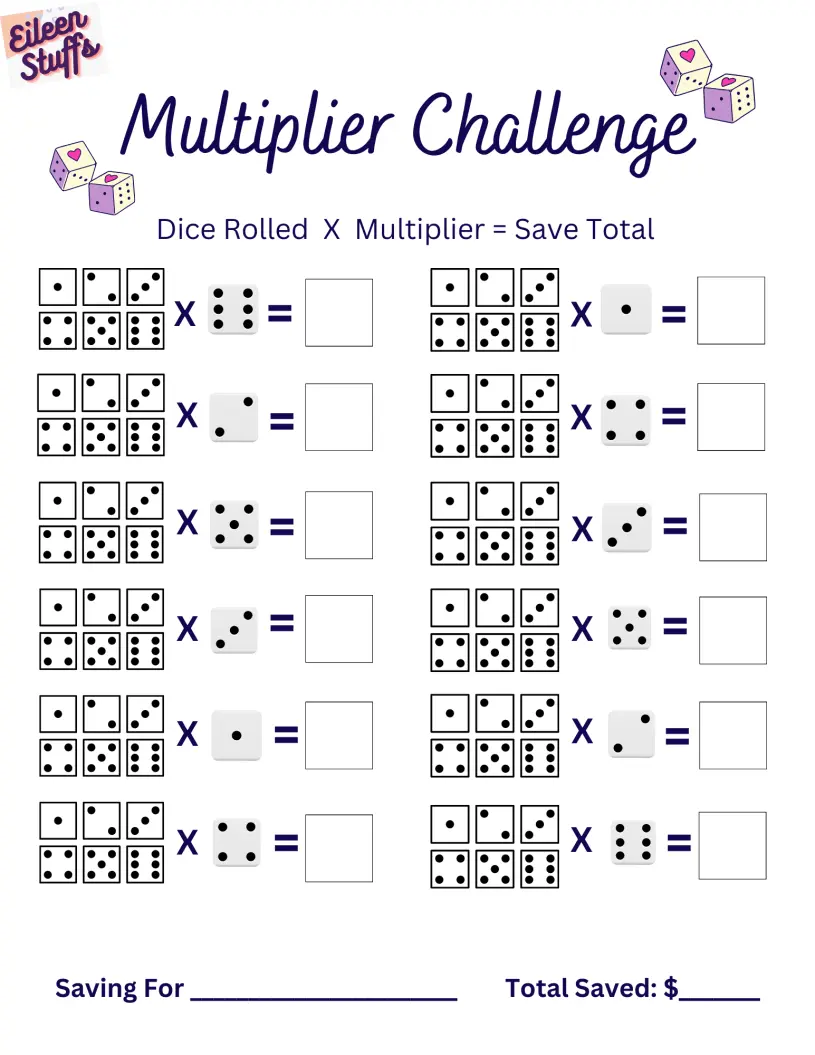 Eileen
Stuffs
Multiplier Challenge
Dice Rolled X Multiplier = Save Total
X = X =
X = X =
X = X =
X = X =
X = X =
X = X =
Saving For ____________________ Total Saved: $______